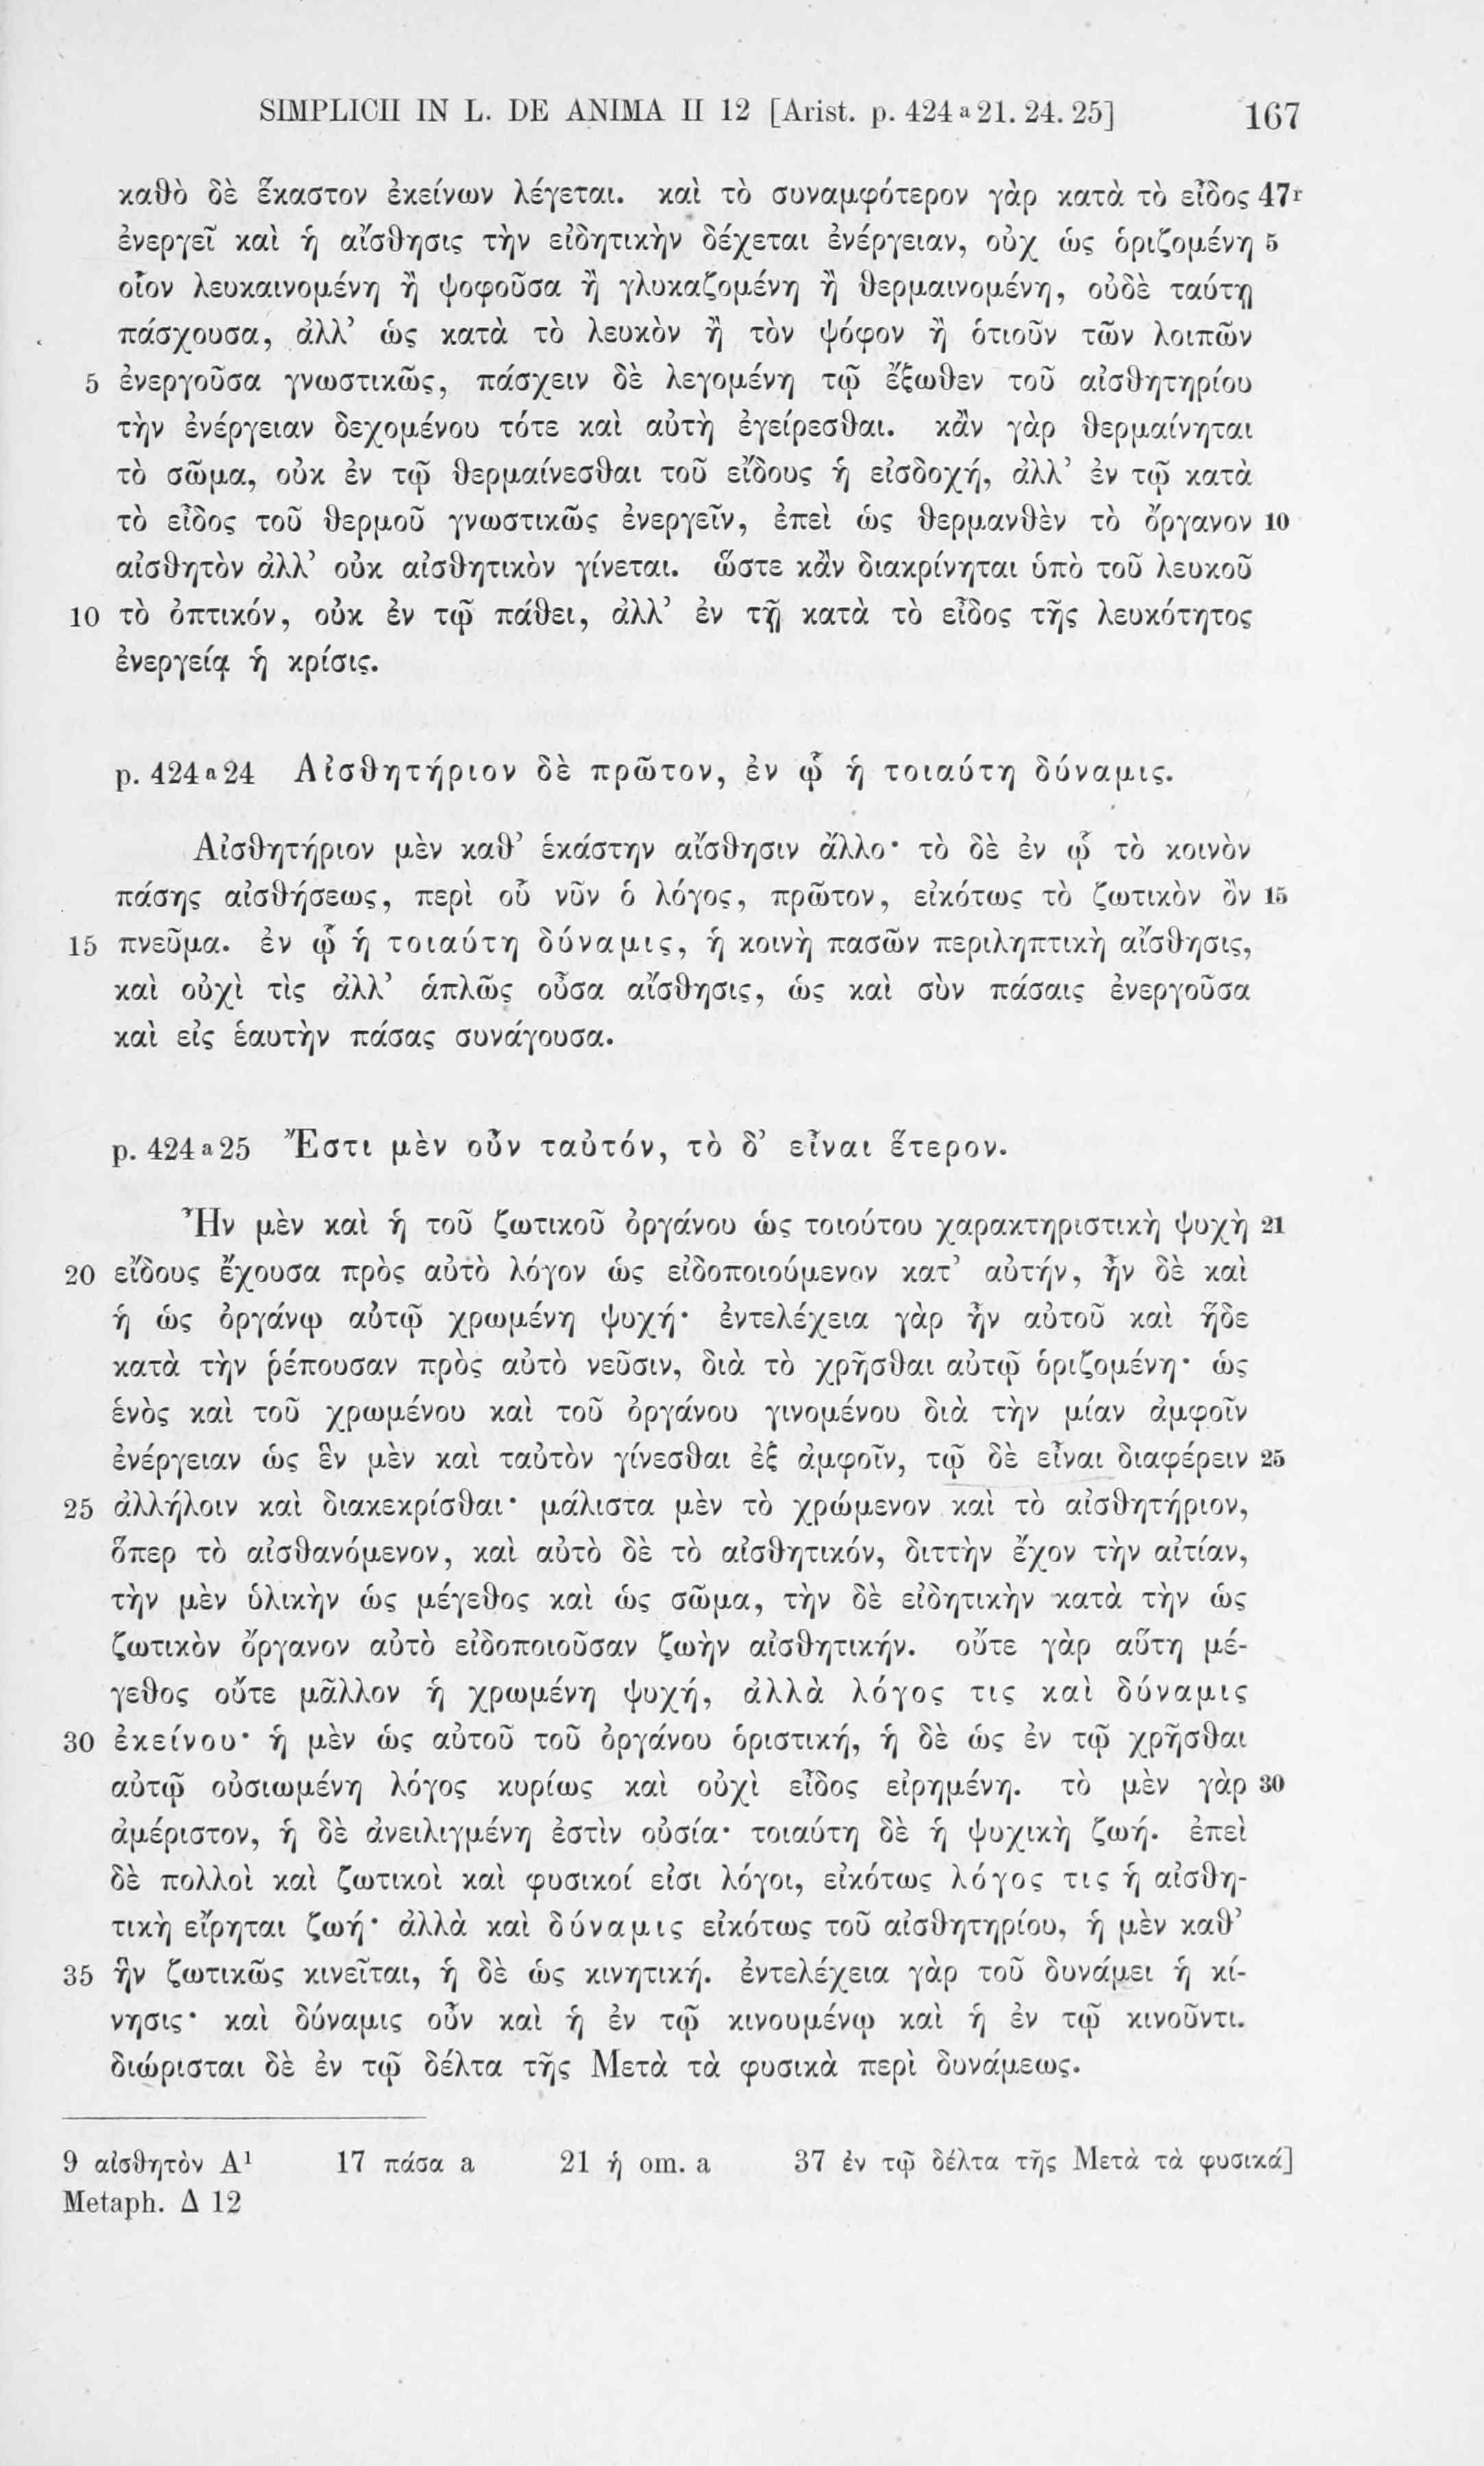 SIMPLICII IN L. DE ANIMA II 12 [Arist. p. 424 a 21. 24. 25] 167
καθὸ δὲ ἕκαστον ἐκείνων λέγεται. καὶ τὸ συναμφότερον γὰρ κατὰ τὸ εἶδος 47r
ἐνεργεῖ καὶ ἡ αἴσθησις τὴν εἰδητικὴν δέχεται ἐνέργειαν, οὐχ ὡς ὁριζομένη 5
οἷον λευκαινομένη ἢ ψοφοῦσα ἢ γλυκαζομένη ἢ θερμαινομένη, οὐδὲ ταύτῃ
πάσχουσα, ἀλλ’ ὡς κατὰ τὸ λευκὸν ἢ τὸν ψόφον ἢ ὁτιοῦν τῶν λοιπῶν
5 ἐνεργοῦσα γνωστικῶς, πάσχειν δὲ λεγομένη τῷ ἔξωθεν τοῦ αἰσθητηρίου
τὴν ἐνέργειαν δεχομένου τότε καὶ αὐτὴ ἐγείρεσθαι. κἂν γὰρ θερμαίνηται
τὸ σῶμα, οὐκ ἐν τῷ θερμαίνεσθαι τοῦ εἴδους ἡ εἰσδοχή, ἀλλ’ ἐν τῷ κατὰ
τὸ εἶδος τοῦ θερμοῦ γνωστικῶς ἐνεργεῖν, ἐπεὶ ὡς θερμανθὲν τὸ ὄργανον 10
αἰσθητὸν ἀλλ’ οὐκ αἰσθητικὸν γίνεται. ὥστε κἂν διακρίνηται ὑπὸ τοῦ λευκοῦ
10 τὸ ὀπτικόν, οὐκ ἐν τῷ πάθει, ἀλλ’ ἐν τῇ κατὰ τὸ εἶδος τῆς λευκότητος
ἐνεργείᾳ ἡ κρίσις.
p. 424 a 24 Αἰσθητήριον δὲ πρῶτον, ἐν ᾧ ἡ τοιαύτη δύναμις.
Αἰσθητήριον μὲν καθ’ ἑκάστην αἴσθησιν ἄλλο· τὸ δὲ ἐν ᾧ τὸ κοινὸν
πάσης αἰσθήσεως, περὶ οὗ νῦν ὁ λόγος, πρῶτον, εἰκότως τὸ ζωτικὸν ὂν 15
15 πνεῦμα. ἐν ᾧ ἡ τοιαύτη δύναμις, ἡ κοινὴ πασῶν περιληπτικὴ αἴσθησις,
καὶ οὐχὶ τὶς ἀλλ’ ἁπλῶς οὖσα αἴσθησις, ὡς καὶ σὺν πάσαις ἐνεργοῦσα
καὶ εἰς ἑαυτὴν πάσας συνάγουσα.
p. 424 a 25 Ἔστι μὲν οὖν ταὐτόν, τὸ δ’ εἶναι ἕτερον.
Ἦν μὲν καὶ ἡ τοῦ ζωτικοῦ ὀργάνου ὡς τοιούτου χαρακτηριστικὴ ψυχὴ 21
20 εἴδους ἔχουσα πρὸς αὐτὸ λόγον ὡς εἰδοποιούμενον κατ’ αὐτήν, ἦν δὲ καὶ
ἡ ὡς ὀργάνῳ αὐτῷ χρωμένη ψυχή· ἐντελέχεια γὰρ ἦν αὐτοῦ καὶ ἥδε
κατὰ τὴν ῥέπουσαν πρὸς αὐτὸ νεῦσιν, διὰ τὸ χρῆσθαι αὐτῷ ὁριζομένη· ὡς
ἑνὸς καὶ τοῦ χρωμένου καὶ τοῦ ὀργάνου γινομένου διὰ τὴν μίαν ἀμφοῖν
ἐνέργειαν ὡς ἓν μὲν καὶ ταὐτὸν γίνεσθαι ἐξ ἀμφοῖν, τῷ δὲ εἶναι διαφέρειν 25
25 ἀλλήλοιν καὶ διακεκρίσθαι· μάλιστα μὲν τὸ χρώμενον καὶ τὸ αἰσθητήριον,
ὅπερ τὸ αἰσθανόμενον, καὶ αὐτὸ δὲ τὸ αἰσθητικόν, διττὴν ἔχον τὴν αἰτίαν,
τὴν μὲν ὑλικὴν ὡς μέγεθος καὶ ὡς σῶμα, τὴν δὲ εἰδητικὴν κατὰ τὴν ὡς
ζωτικὸν ὄργανον αὐτὸ εἰδοποιοῦσαν ζωὴν αἰσθητικήν. οὔτε γὰρ αὕτη μέ-
γεθος οὔτε μᾶλλον ἡ χρωμένη ψυχή, ἀλλὰ λόγος τις καὶ δύναμις
30 ἐκείνου· ἡ μὲν ὡς αὐτοῦ τοῦ ὀργάνου ὁριστική, ἡ δὲ ὡς ἐν τῷ χρῆσθαι
αὐτῷ οὐσιωμένη λόγος κυρίως καὶ οὐχὶ εἶδος εἰρημένη. τὸ μὲν γὰρ 30
ἀμέριστον, ἡ δὲ ἀνειλιγμένη ἐστὶν οὐσία· τοιαύτη δὲ ἡ ψυχικὴ ζωή. ἐπεὶ
δὲ πολλοὶ καὶ ζωτικοὶ καὶ φυσικοί εἰσι λόγοι, εἰκότως λόγος τις ἡ αἰσθη-
τικὴ εἴρηται ζωή· ἀλλὰ καὶ δύναμις εἰκότως τοῦ αἰσθητηρίου, ἡ μὲν καθ’
35 ἣν ζωτικῶς κινεῖται, ἡ δὲ ὡς κινητική. ἐντελέχεια γὰρ τοῦ δυνάμει ἡ κί-
νησις· καὶ δύναμις οὖν καὶ ἡ ἐν τῷ κινουμένῳ καὶ ἡ ἐν τῷ κινοῦντι.
διώρισται δὲ ἐν τῷ δέλτα τῆς Μετὰ τὰ φυσικὰ περὶ δυνάμεως.
9 αἰσθητὸν A1 17 πάσα a 21 ἡ om. a 37 ἐν τῷ δέλτα τῆς Μετὰ τὰ φυσικά]
Metaph. Δ 12